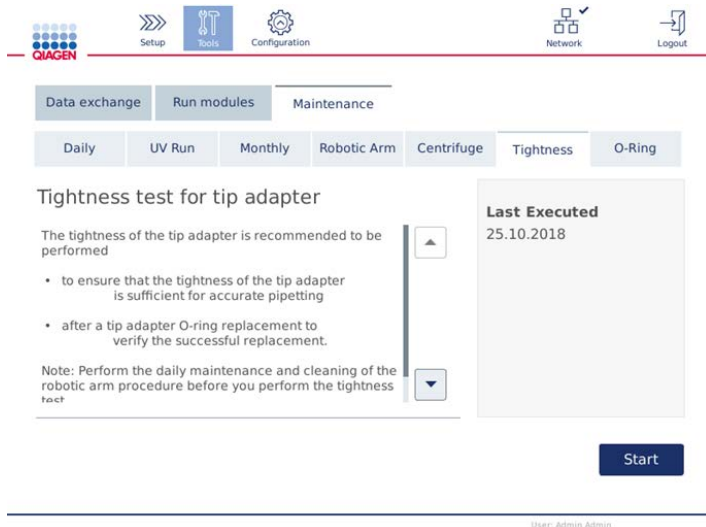 QIAGEN
Setup
Tools
Configuration
Network
Logout
Data exchange
Run modules
Maintenance
Daily
UV Run
Monthly
Robotic Arm
Centrifuge
Tightness
O-Ring
Tightness test for tip adapter
The tightness of the tip adapter is recommended to be
performed
• to ensure that the tightness of the tip adapter
is sufficient for accurate pipetting
• after a tip adapter O-ring replacement to
verify the successful replacement.
Note: Perform the daily maintenance and cleaning of the
robotic arm procedure before you perform the tightness
test
Last Executed
25.10.2018
Start
User: Admin Admin